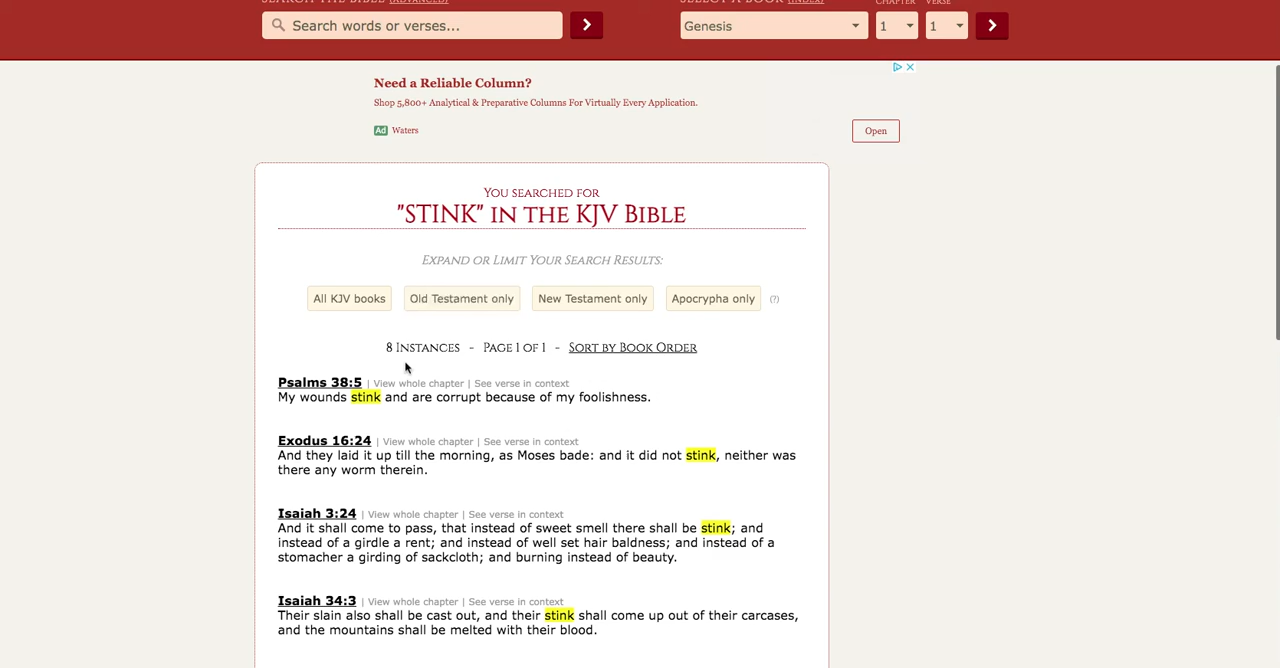 SEARCH THE BIBLE (ADVANCED)
SELECT A BOOK (INDEX)
CHAPTER
VERSE
Search words or verses...
Genesis
1
1
Need a Reliable Column?
Shop 5,800+ Analytical & Preparative Columns For Virtually Every Application.
Ad Waters
Open
YOU SEARCHED FOR
"STINK" IN THE KJV BIBLE
EXPAND OR LIMIT YOUR SEARCH RESULTS:
All KJV books
Old Testament only
New Testament only
Apocrypha only
(?)
8 INSTANCES - PAGE 1 OF 1 - SORT BY BOOK ORDER
Psalms 38:5 | View whole chapter | See verse in context
My wounds stink and are corrupt because of my foolishness.
Exodus 16:24 | View whole chapter | See verse in context
And they laid it up till the morning, as Moses bade: and it did not stink, neither was
there any worm therein.
Isaiah 3:24 | View whole chapter | See verse in context
And it shall come to pass, that instead of sweet smell there shall be stink; and
instead of a girdle a rent; and instead of well set hair baldness; and instead of a
stomacher a girding of sackcloth; and burning instead of beauty.
Isaiah 34:3 | View whole chapter | See verse in context
Their slain also shall be cast out, and their stink shall come up out of their carcases,
and the mountains shall be melted with their blood.